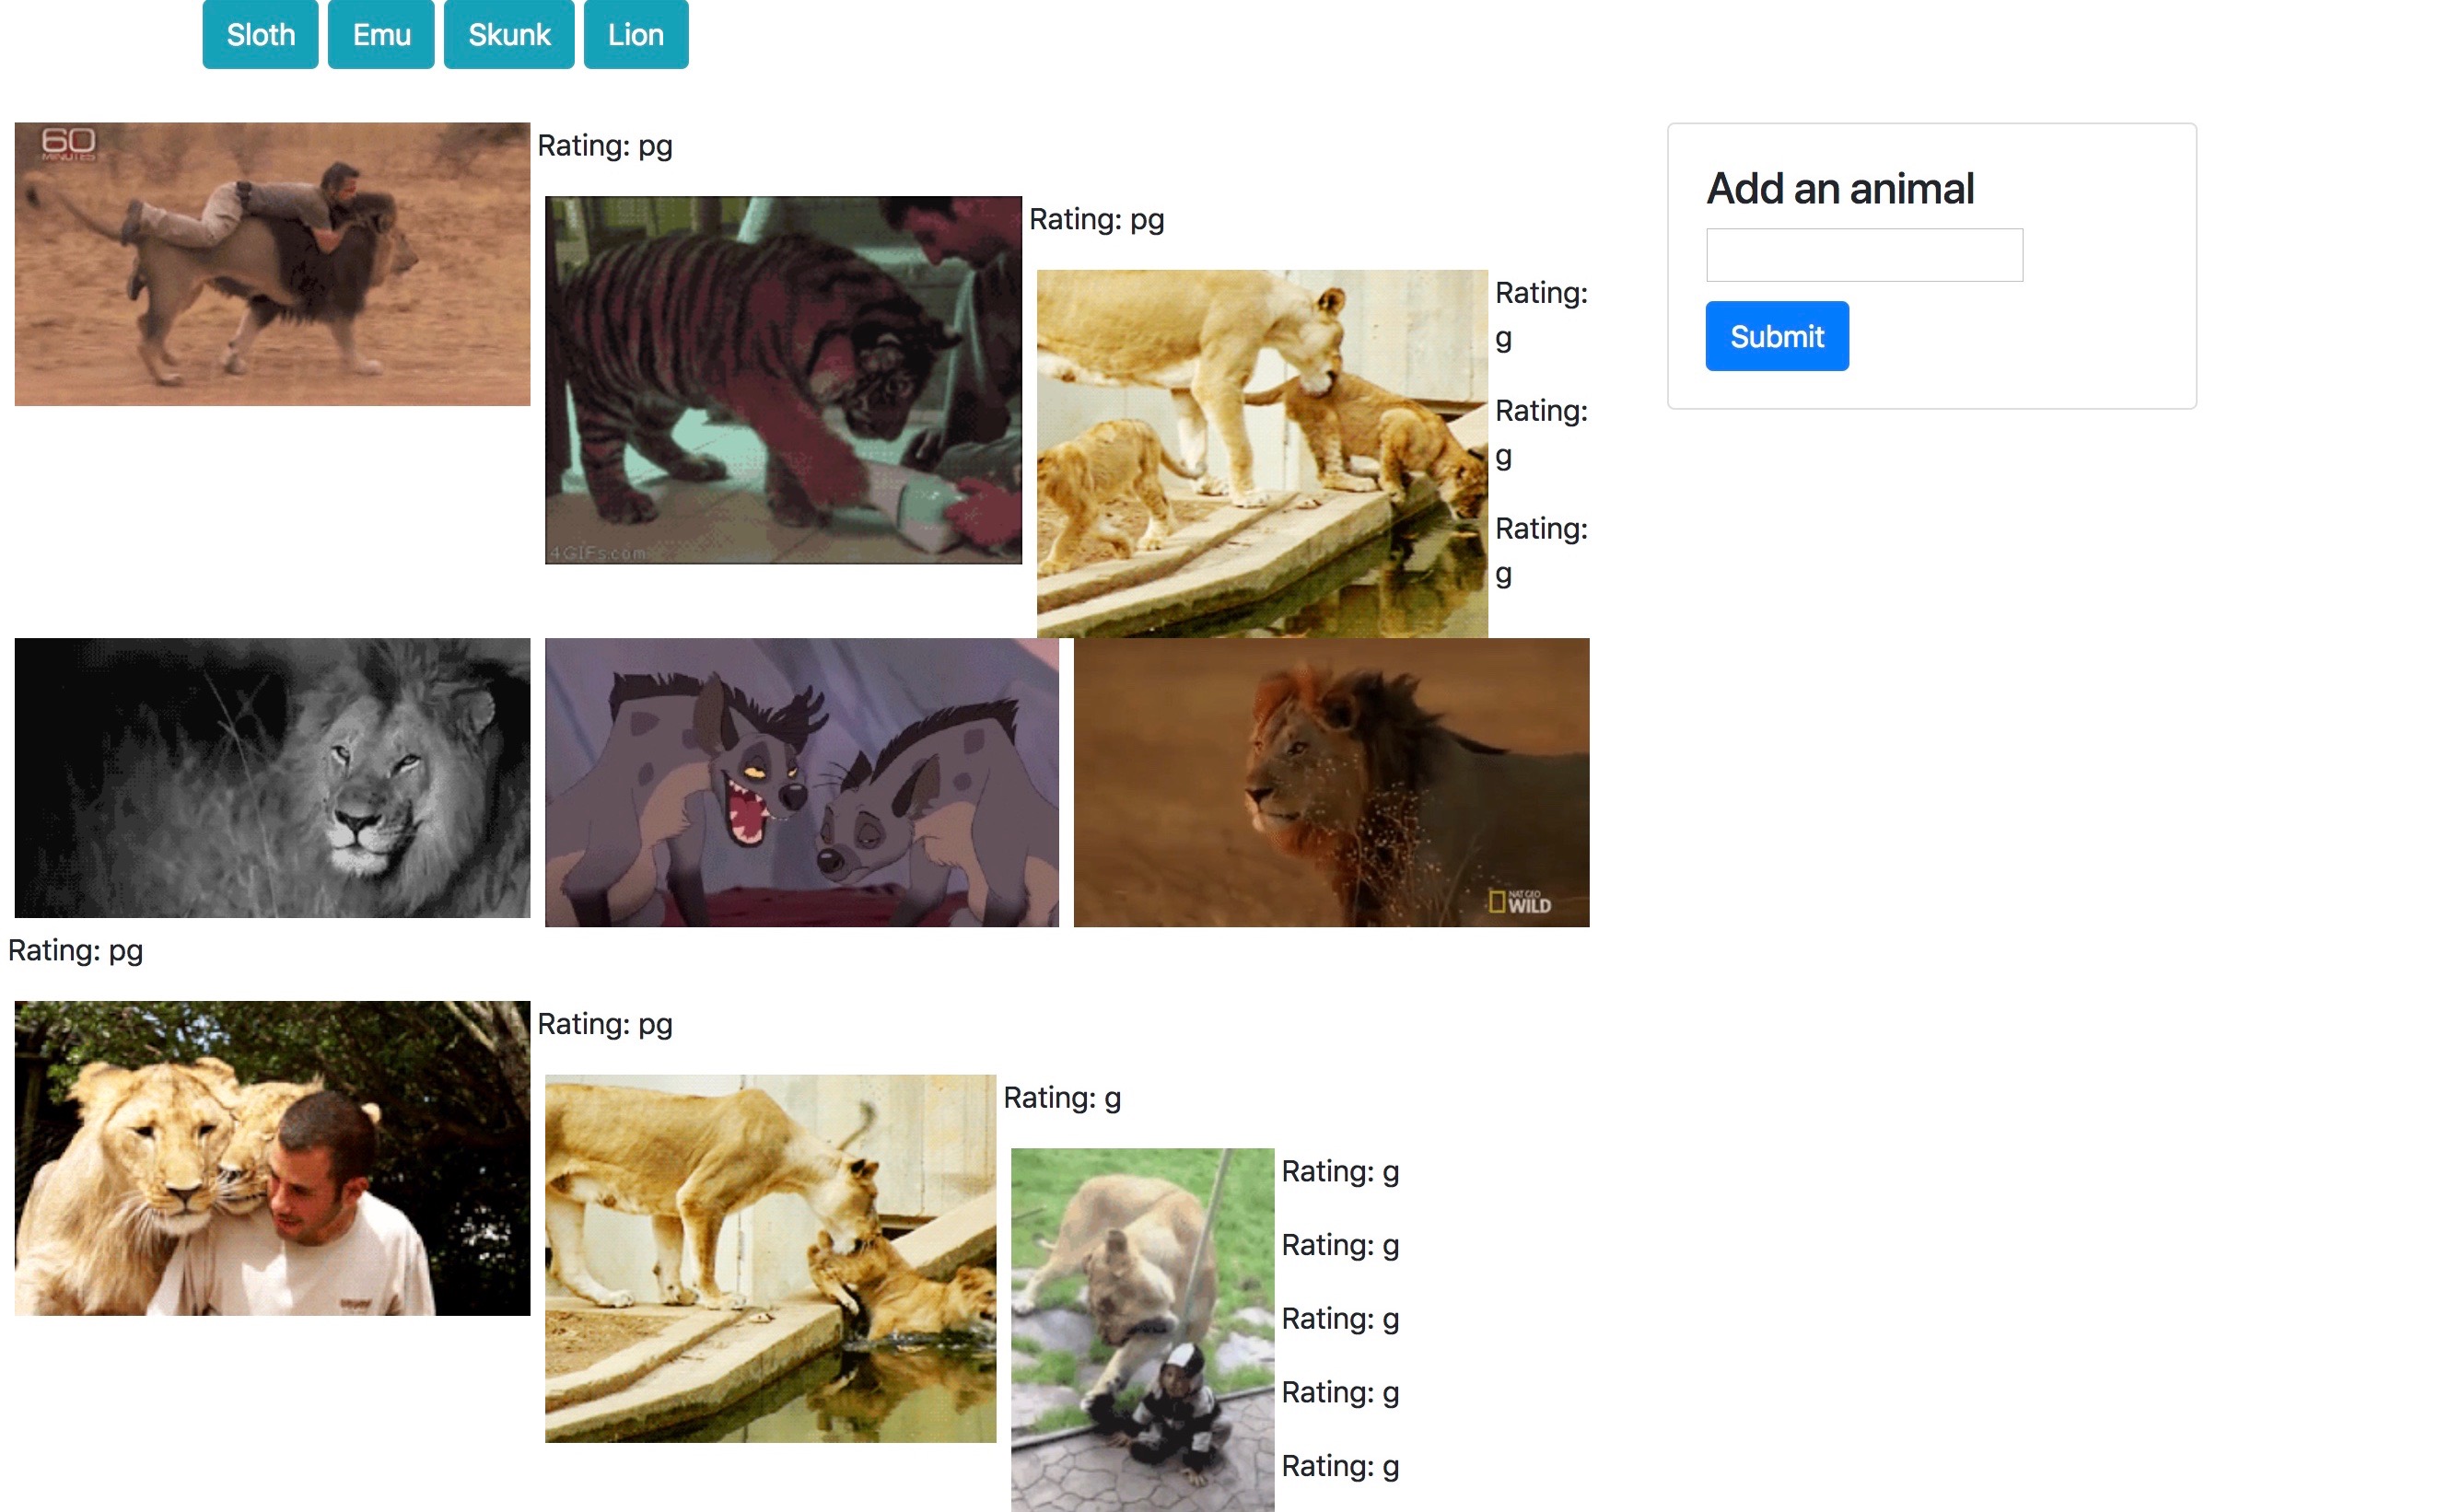 Sloth Emu Skunk Lion
60
MINUTES
Rating: pg
Add an animal
Rating: pg
Submit
Rating:
g
Rating:
g
Rating:
g
4GIFs.com
NAT GEO
WILD
Rating: pg
Rating: pg
Rating: g
Rating: g
Rating: g
Rating: g
Rating: g
Rating: g